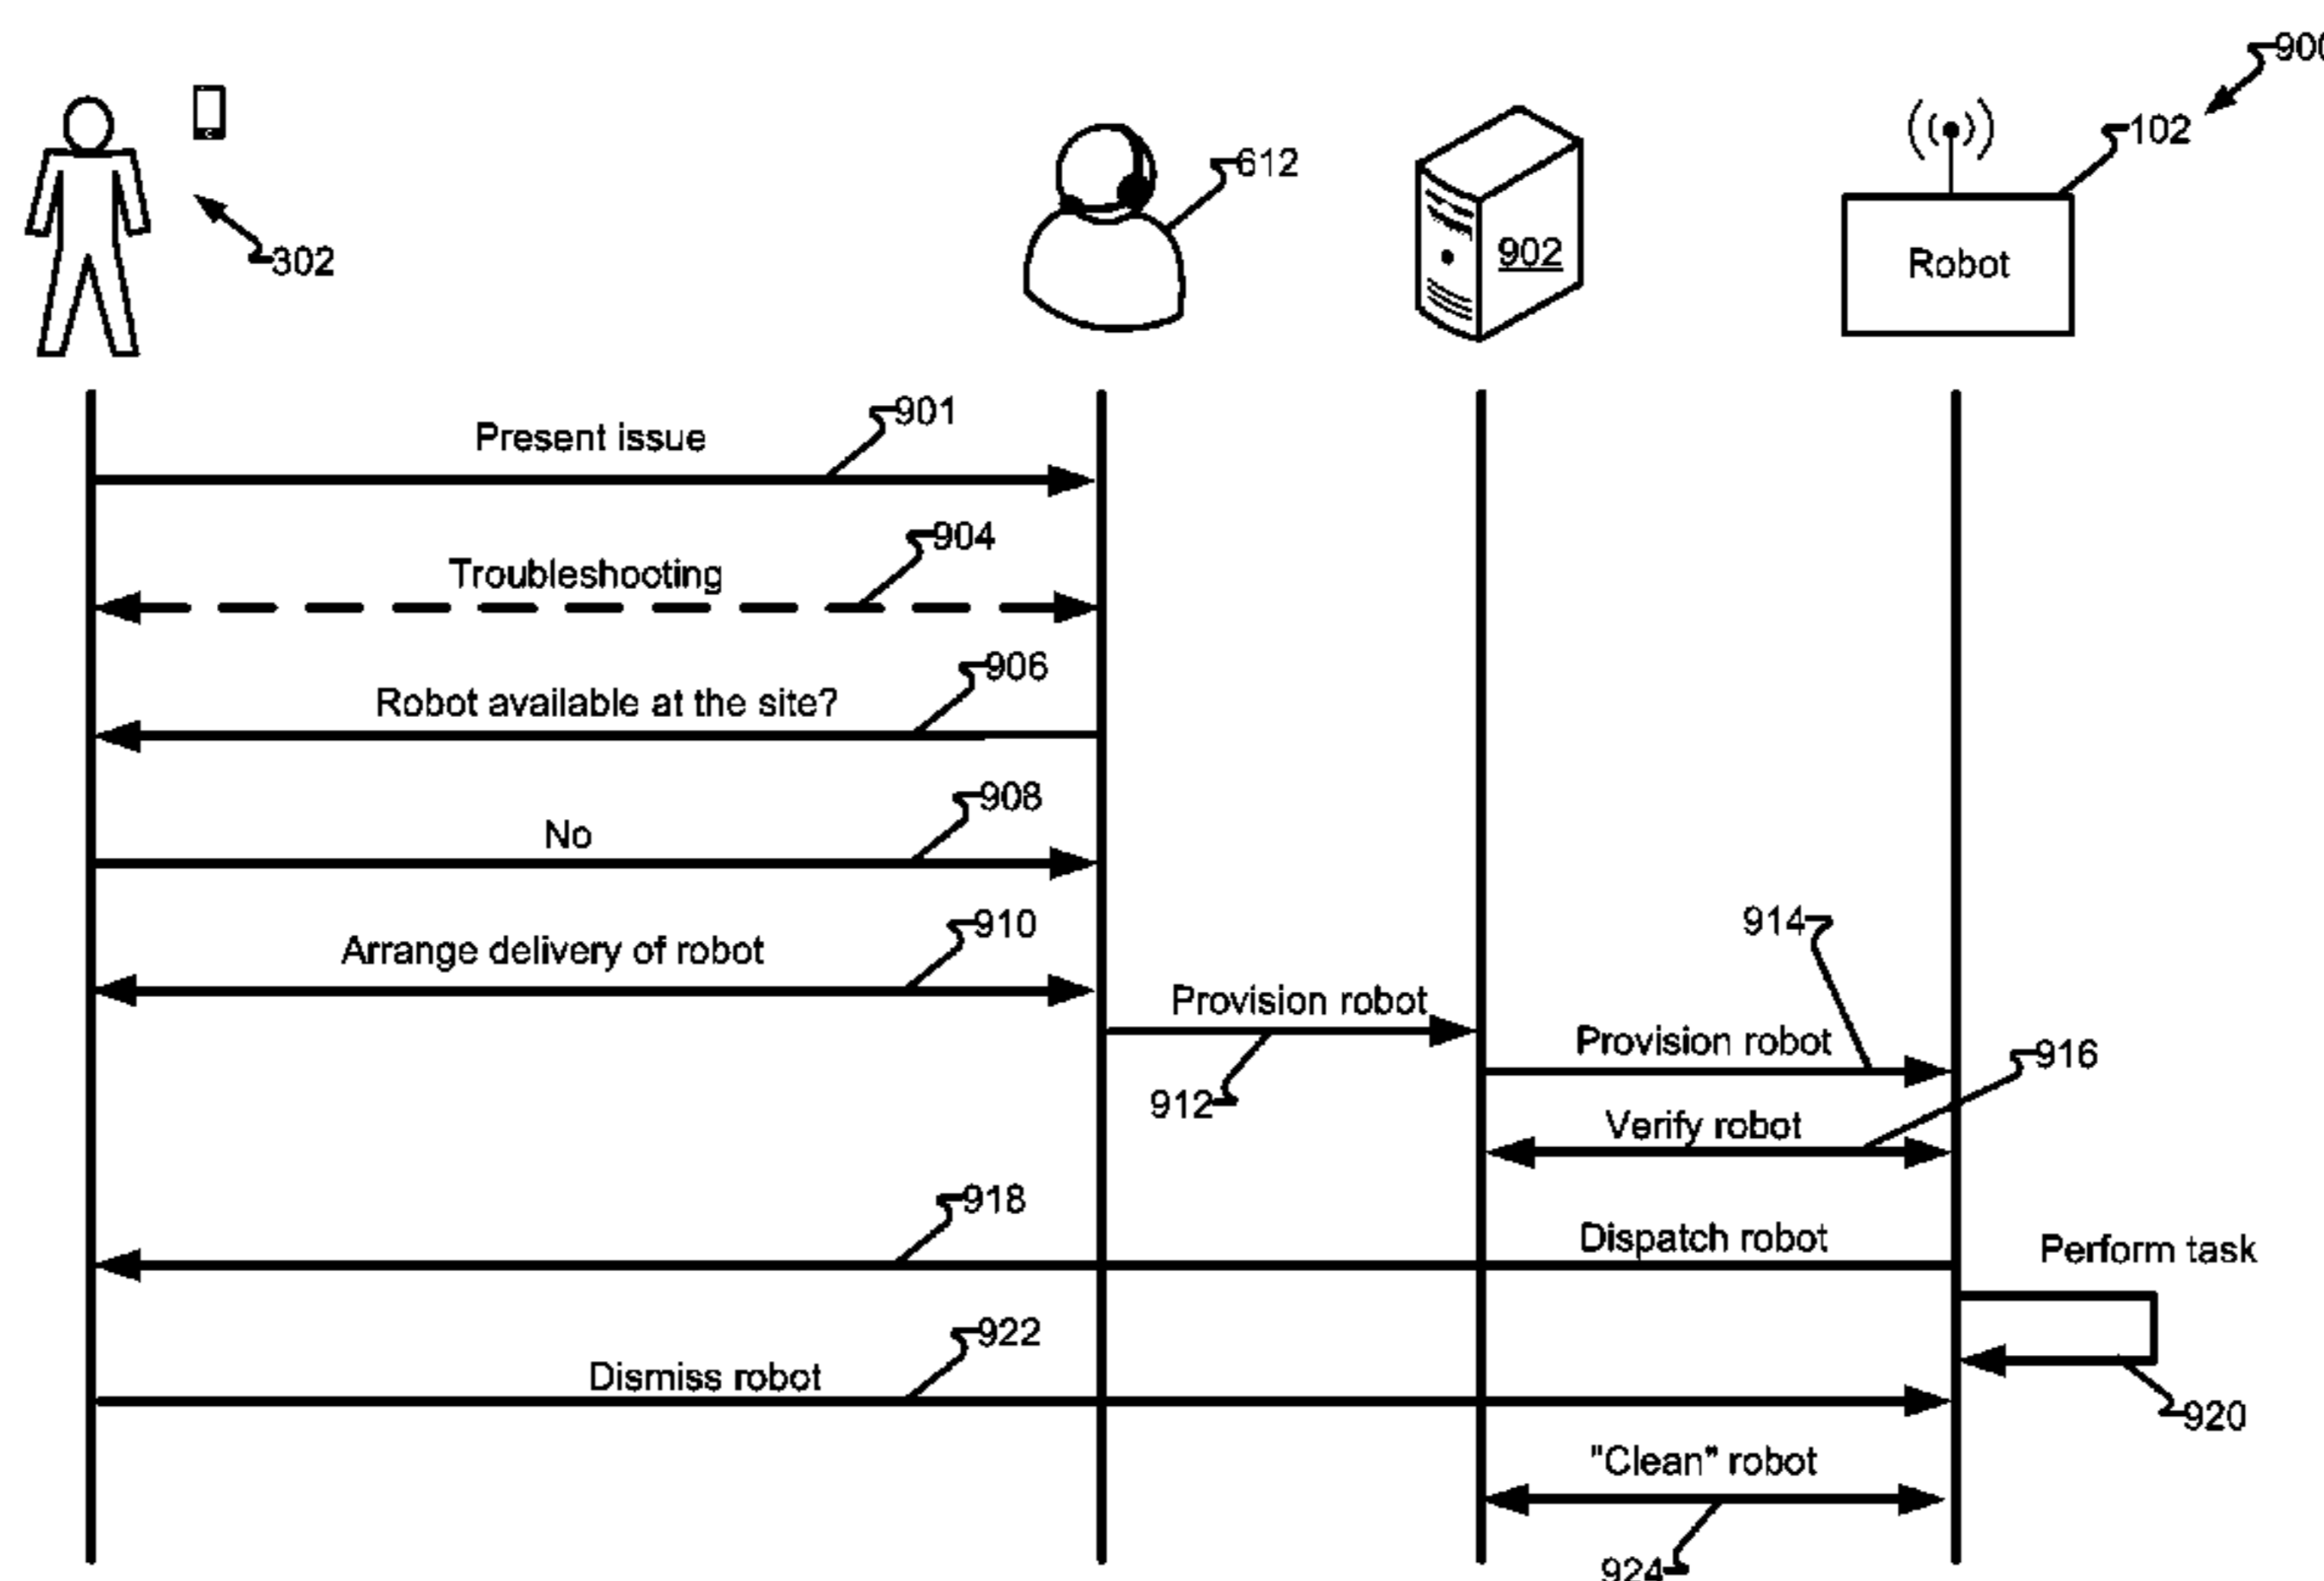 900
102
612
302
902
Robot
901
Present issue
904
Troubleshooting
906
Robot available at the site?
908
No
910
Arrange delivery of robot
914
Provision robot
Provision robot
916
912
Verify robot
918
Dispatch robot
Perform task
922
Dismiss robot
920
"Clean" robot
924